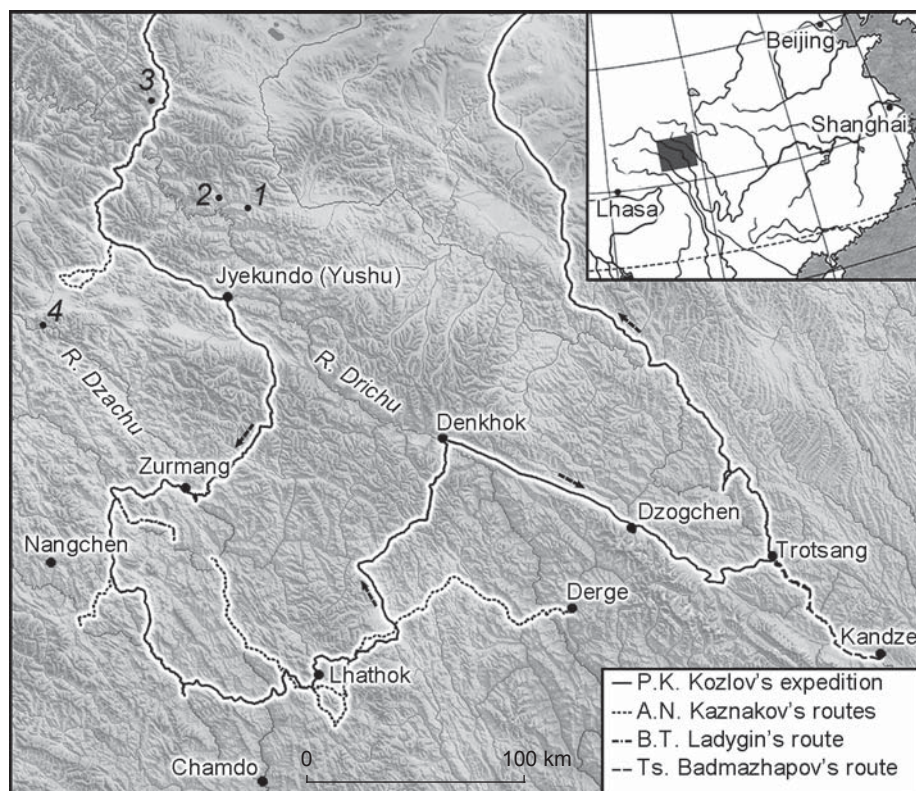 Beijing
Shanghai
Lhasa
3
2
1
Jyekundo (Yushu)
4
R. Dzachu
R. Drichu
Denkhok
Zurmang
Dzogchen
Nangchen
Trotsang
Derge
Kandze
Lhathok
Chamdo
0
100 km
P.K. Kozlov's expedition
A.N. Kaznakov's routes
B.T. Ladygin's route
Ts. Badmazhapov's route